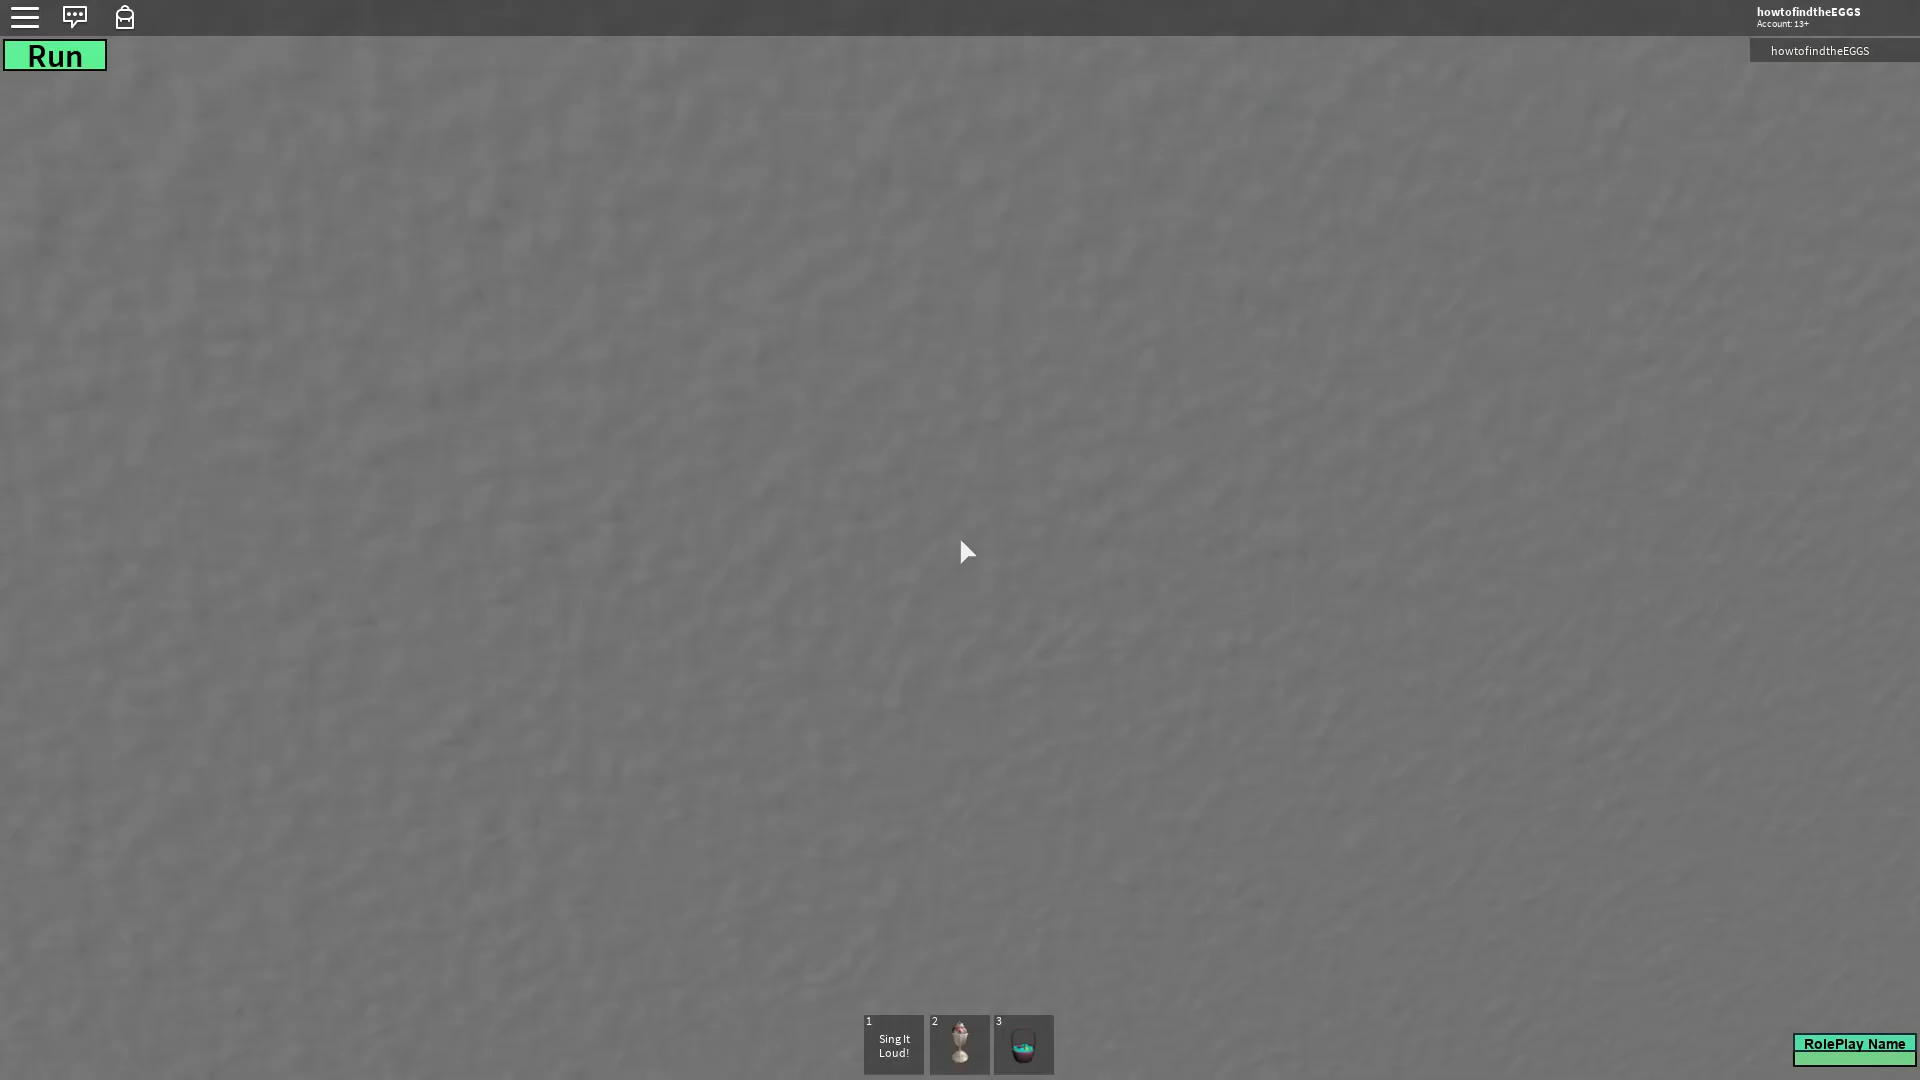 howtofindtheEGGS
Account: 13+
Run
howtofindtheEGGS
1
Sing It
Loud!
2
3
RolePlay Name